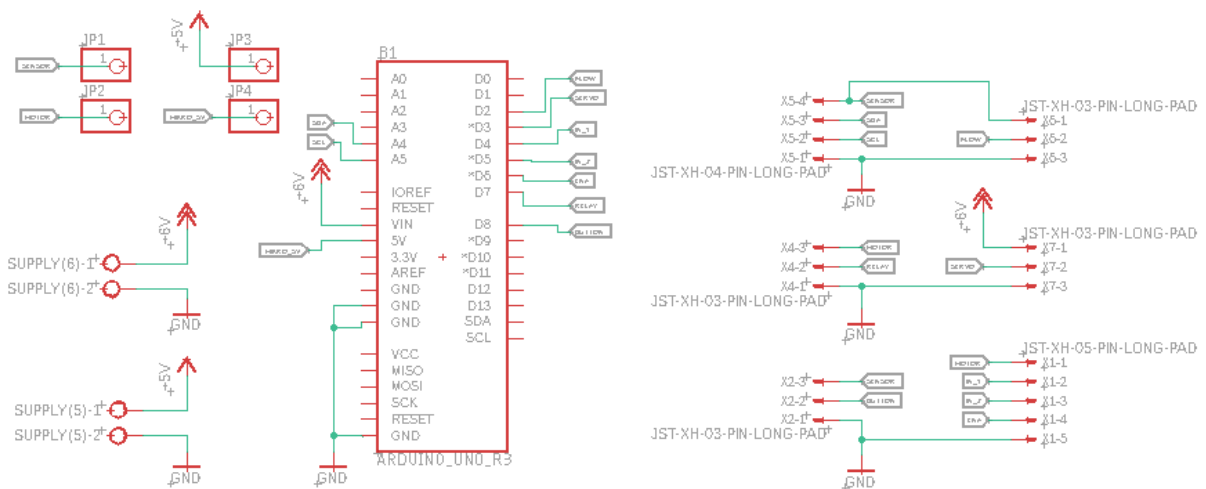 JP1
1
SENSOR
JP2
1
MOTOR
+5V
JP3
1
JP4
1
HARD_5V
+6V
SUPPLY(6)-1
SUPPLY(6)-2
GND
+5V
SUPPLY(5)-1
SUPPLY(5)-2
GND
B1
A0
A1
A2
A3
A4
A5
IOREF
RESET
VIN
5V
3.3V
AREF
GND
GND
GND
VCC
MISO
MOSI
SCK
RESET
GND
D0
D1
D2
*D3
D4
*D5
*D6
D7
D8
*D9
*D10
*D11
D12
D13
SDA
SCL
ARDUINO_UNO_R3
SDA
SCL
+6V
HARD_5V
GND
FLOW
SERVO
IN_1
IN_2
ENA
RELAY
BUTTON
X5-4
X5-3
X5-2
X5-1
SENSOR
SDA
SCL
JST-XH-04-PIN-LONG-PAD
GND
JST-XH-03-PIN-LONG-PAD
X6-1
FLOW
X6-2
X6-3
X4-3
X4-2
X4-1
MOTOR
RELAY
JST-XH-03-PIN-LONG-PAD
GND
+6V
JST-XH-03-PIN-LONG-PAD
X7-1
SERVO
X7-2
X7-3
X2-3
X2-2
X2-1
SENSOR
BUTTON
JST-XH-03-PIN-LONG-PAD
GND
JST-XH-05-PIN-LONG-PAD
MOTOR
X1-1
IN_1
X1-2
IN_2
X1-3
ENA
X1-4
X1-5